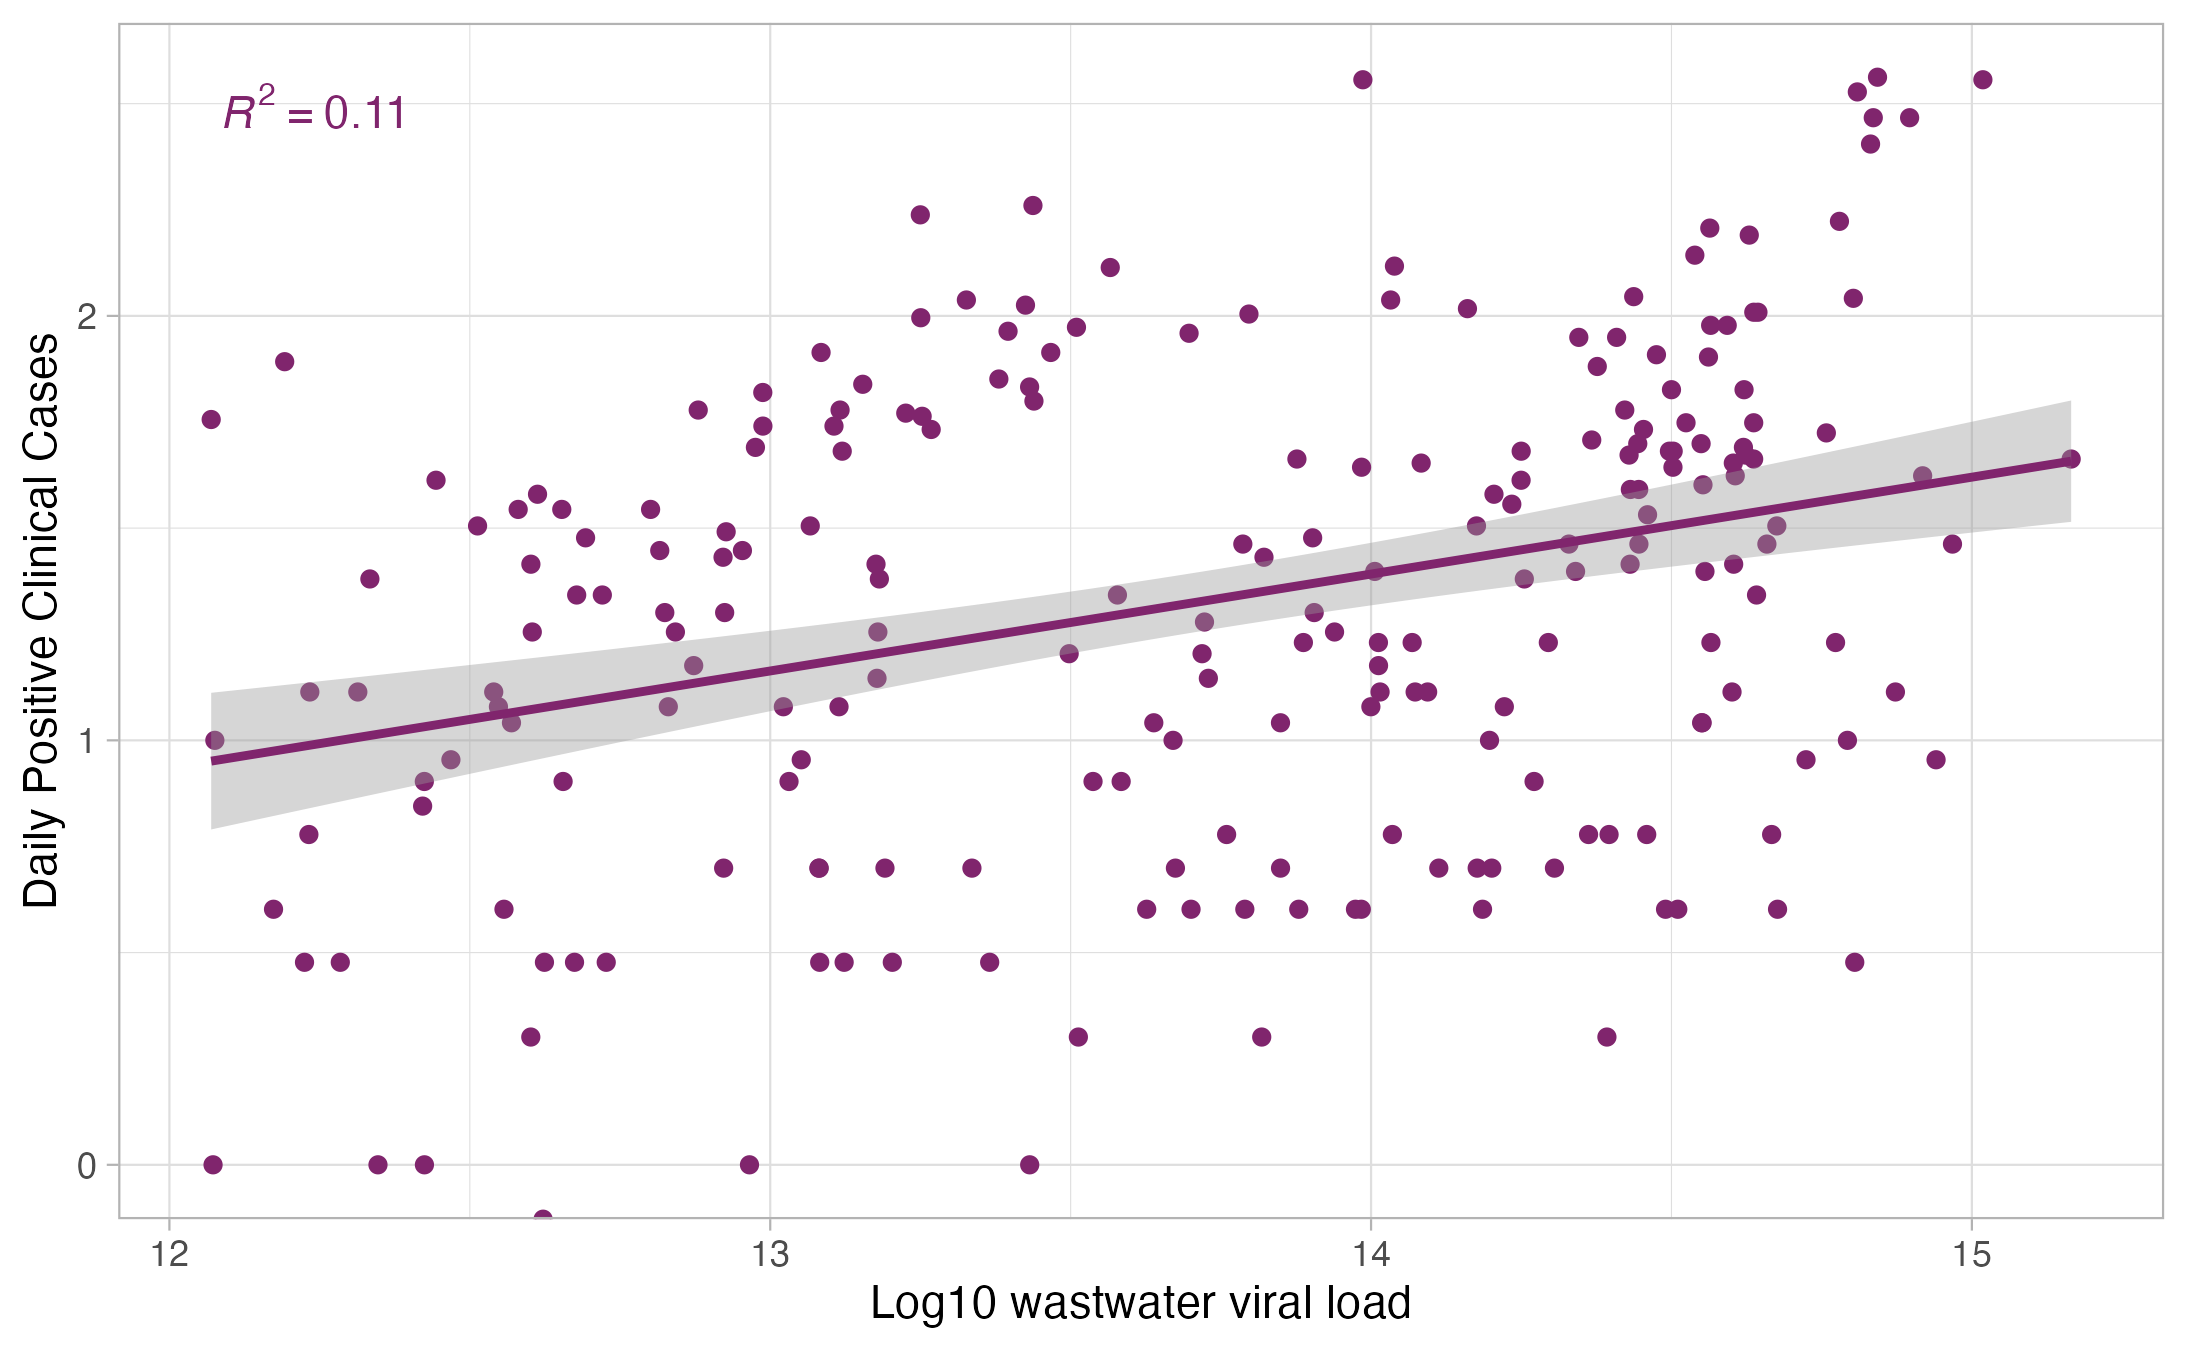 R² = 0.11
Daily Positive Clinical Cases
2
1
0
12 13 14 15
Log10 wastwater viral load